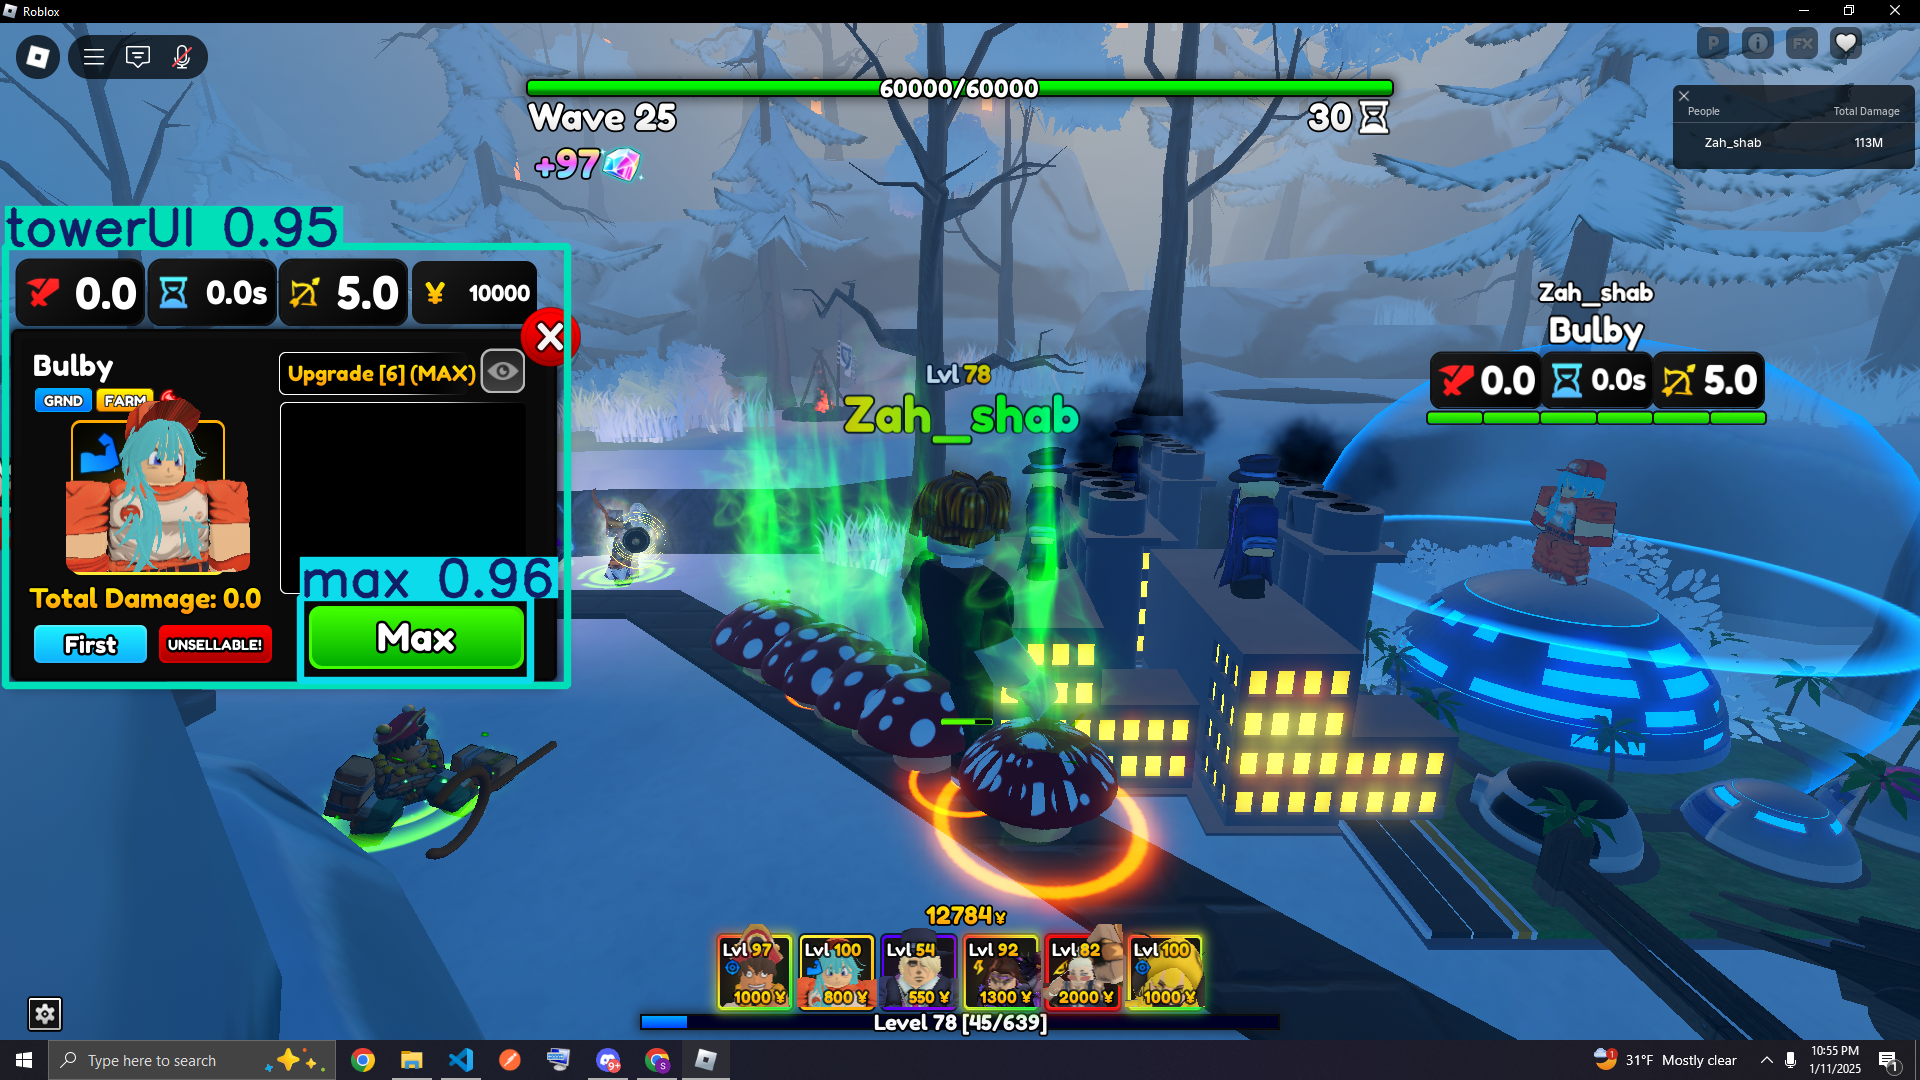 Roblox
60000/60000
Wave 25
30
+97
People Total Damage
Zah_shab 113M
P
FX
towerUI 0.95
0.0 0.0s 5.0 ¥ 10000
Bulby
GRND FARM
Upgrade [6] (MAX)
Total Damage: 0.0
First UNSELLABLE!
max 0.96
Max
Lvl 78
Zah_shab
Zah_shab
Bulby
0.0 0.0s 5.0
12784¥
Lvl 97 Lvl 100 Lvl 54 Lvl 92 Lvl 82 Lvl 100
1000 ¥ 800 ¥ 550 ¥ 1300 ¥ 2000 ¥ 1000 ¥
Level 78 [45/639]
Type here to search
9+
S
1
31°F Mostly clear
10:55 PM
1/11/2025
1